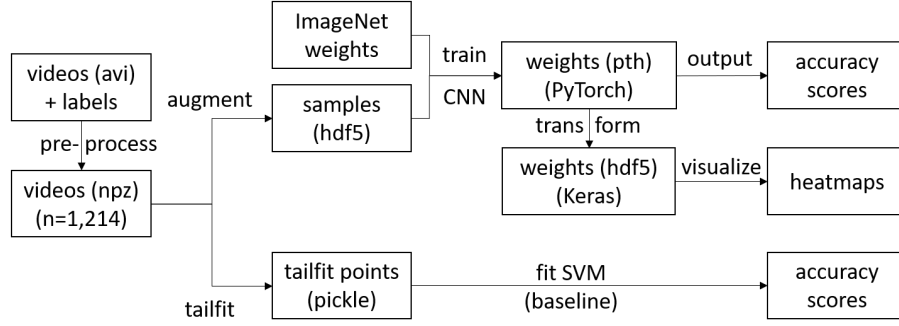 ImageNet
weights
videos (avi)
+ labels
augment
samples
(hdf5)
train
CNN
weights (pth)
(PyTorch)
output
accuracy
scores
pre-process
videos (npz)
(n=1,214)
trans form
weights (hdf5)
(Keras)
visualize
heatmaps
tailfit
tailfit points
(pickle)
fit SVM
(baseline)
accuracy
scores